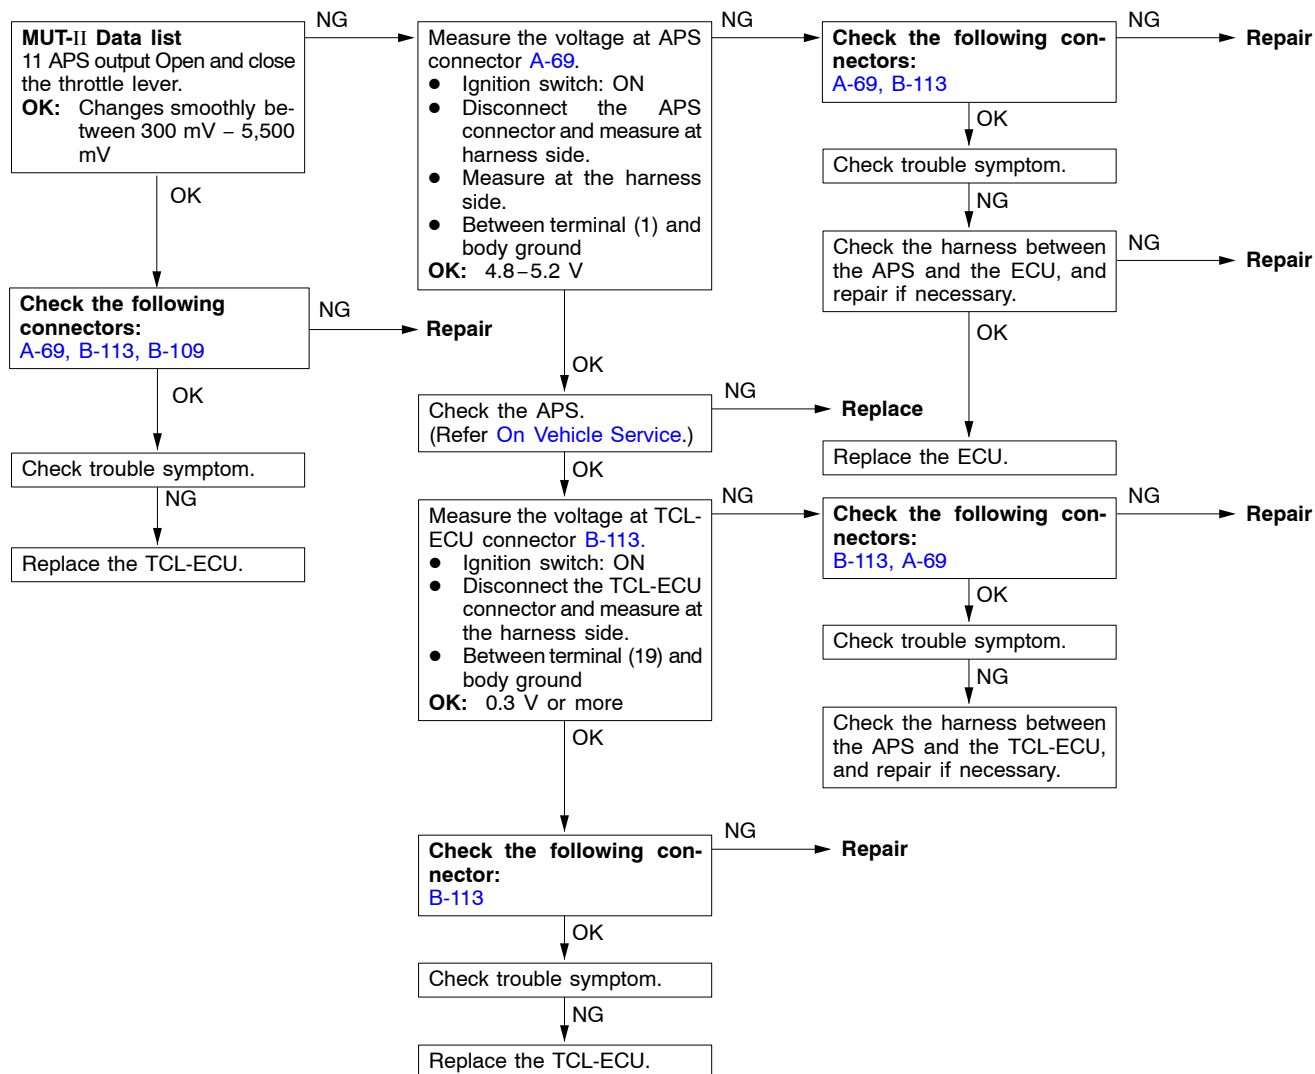 MUT-II Data list
11 APS output Open and close
the throttle lever.
OK: Changes smoothly be-
tween 300 mV – 5,500
mV
NG
OK
Check the following
connectors:
A-69, B-113, B-109
NG
Repair
OK
Check trouble symptom.
NG
Replace the TCL-ECU.
Measure the voltage at APS
connector A-69.
● Ignition switch: ON
● Disconnect the APS
connector and measure at
harness side.
● Measure at the harness
side.
● Between terminal (1) and
body ground
OK: 4.8–5.2 V
NG
OK
Check the APS.
(Refer On Vehicle Service.)
NG
Replace
OK
Measure the voltage at TCL-
ECU connector B-113.
● Ignition switch: ON
● Disconnect the TCL-ECU
connector and measure at
the harness side.
● Between terminal (19) and
body ground
OK: 0.3 V or more
NG
OK
Check the following con-
nector:
B-113
NG
Repair
OK
Check trouble symptom.
NG
Replace the TCL-ECU.
Check the following con-
nectors:
A-69, B-113
NG
Repair
OK
Check trouble symptom.
NG
Check the harness between
the APS and the ECU, and
repair if necessary.
NG
Repair
OK
Replace the ECU.
Check the following con-
nectors:
B-113, A-69
NG
Repair
OK
Check trouble symptom.
NG
Check the harness between
the APS and the TCL-ECU,
and repair if necessary.